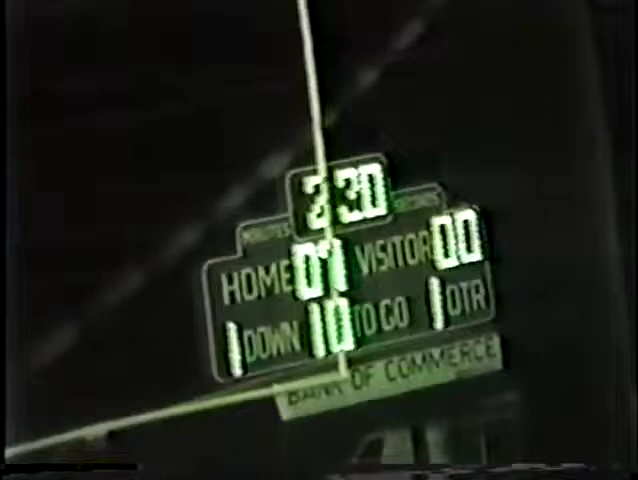 2 30
MINUTES SECONDS
HOME 07 VISITOR 00
1 DOWN 10 TO GO 1 QTR
BANK OF COMMERCE